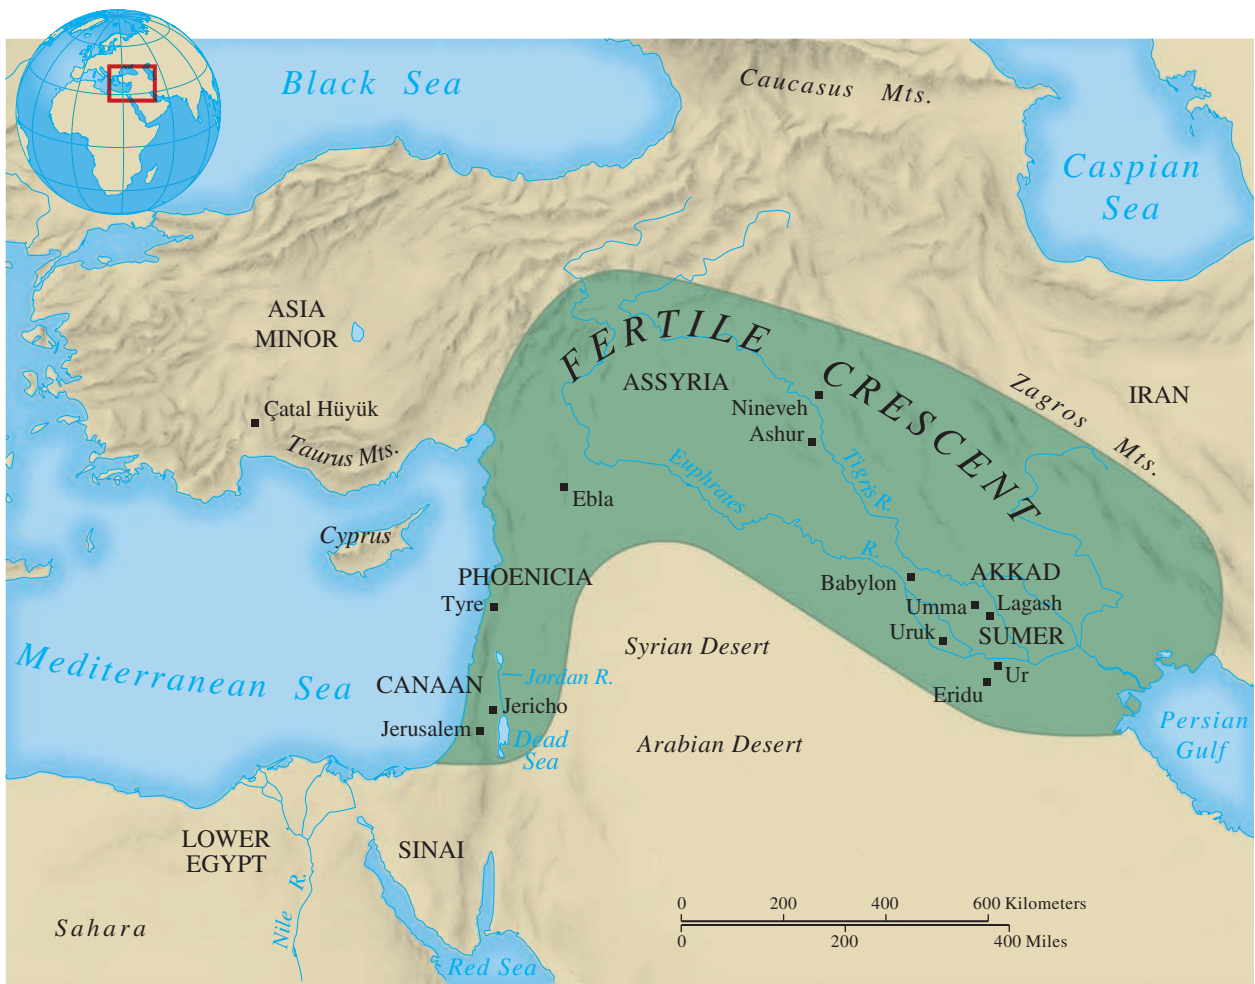 Black Sea
Caucasus Mts.
Caspian
Sea
ASIA
MINOR
FERTILE CRESCENT
ASSYRIA
Zagros Mts.
IRAN
Çatal Hüyük
Taurus Mts.
Nineveh
Ashur
Tigris R.
Euphrates R.
Ebla
Cyprus
PHOENICIA
Tyre
Babylon
AKKAD
Umma
Lagash
Uruk
SUMER
Ur
Eridu
Syrian Desert
Mediterranean Sea
CANAAN
Jordan R.
Jericho
Jerusalem
Dead
Sea
Arabian Desert
Persian
Gulf
LOWER
EGYPT
SINAI
Nile R.
Sahara
Red Sea
0 200 400 600 Kilometers
0 200 400 Miles